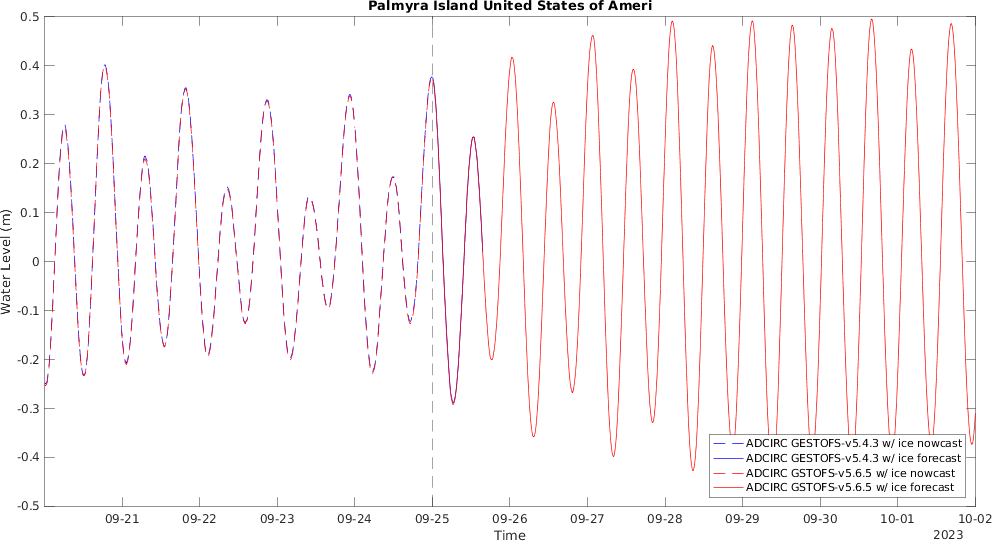 Palmyra Island United States of Ameri
Water Level (m)
0.5
0.4
0.3
0.2
0.1
0
-0.1
-0.2
-0.3
-0.4
-0.5
ADCIRC GESTOFS-v5.4.3 w/ ice nowcast
ADCIRC GESTOFS-v5.4.3 w/ ice forecast
ADCIRC GSTOFS-v5.6.5 w/ ice nowcast
ADCIRC GSTOFS-v5.6.5 w/ ice forecast
09-21 09-22 09-23 09-24 09-25 09-26 09-27 09-28 09-29 09-30 10-01 10-02
Time
2023